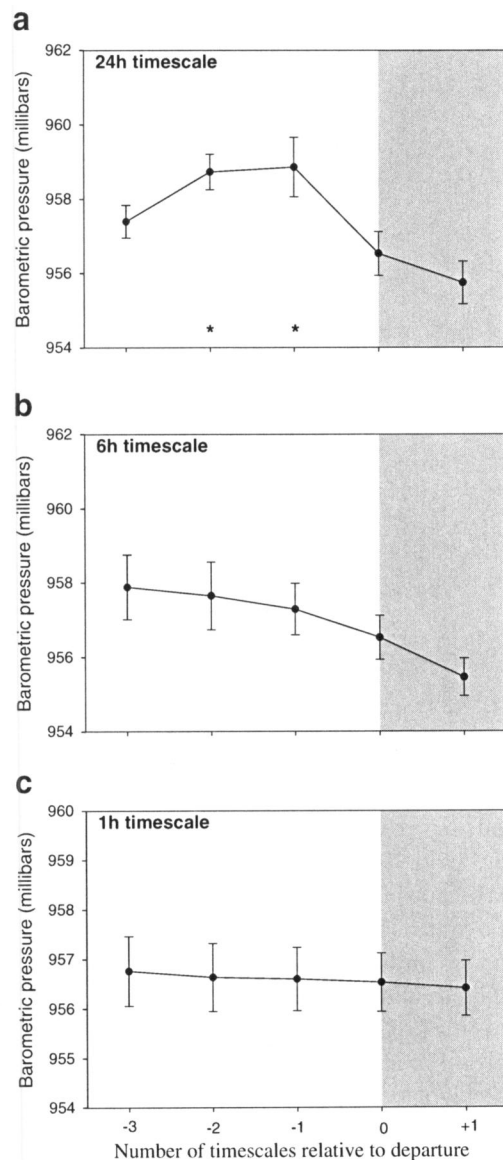 a
24h timescale
Barometric pressure (millibars)
962
960
958
956
954
* *
b
6h timescale
Barometric pressure (millibars)
962
960
958
956
954
c
1h timescale
Barometric pressure (millibars)
960
959
958
957
956
955
954
-3 -2 -1 0 +1
Number of timescales relative to departure